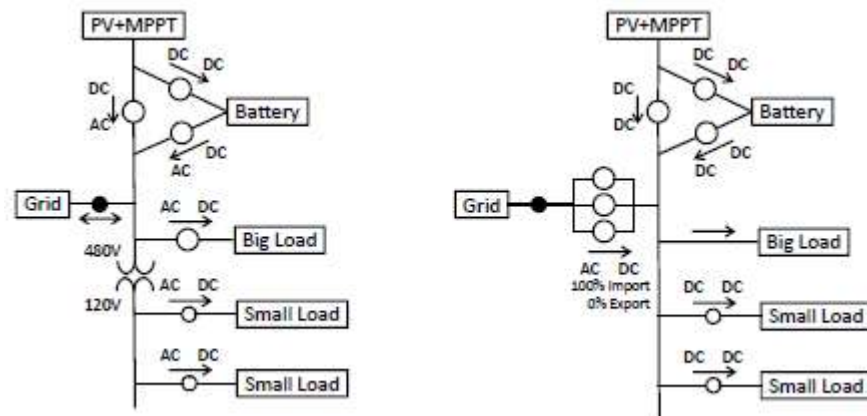 PV+MPPT
DC
DC
DC
AC
Battery
DC
AC
Grid
AC DC
Big Load
480V
120V
AC DC
Small Load
AC DC
Small Load
PV+MPPT
DC
DC
DC
DC
Battery
DC
DC
Grid
AC DC
100% Import
0% Export
Big Load
DC DC
Small Load
DC DC
Small Load